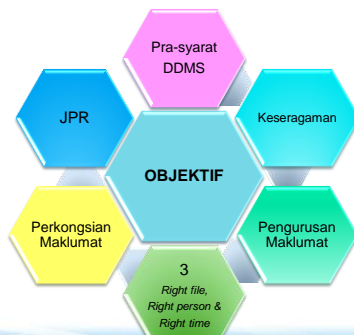 Pra-syarat
DDMS
JPR
Keseragaman
OBJEKTIF
Perkongsian
Maklumat
Pengurusan
Maklumat
3
Right file,
Right person &
Right time